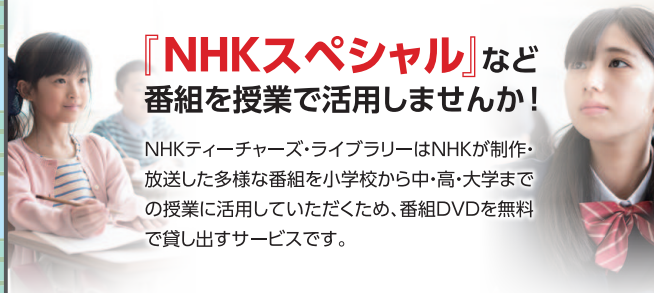 『NHKスペシャル』など
番組を授業で活用しませんか！
NHKティーチャーズ・ライブラリーはNHKが制作・
放送した多様な番組を小学校から中・高・大学まで
の授業に活用していただくため、番組DVDを無料
で貸し出すサービスです。